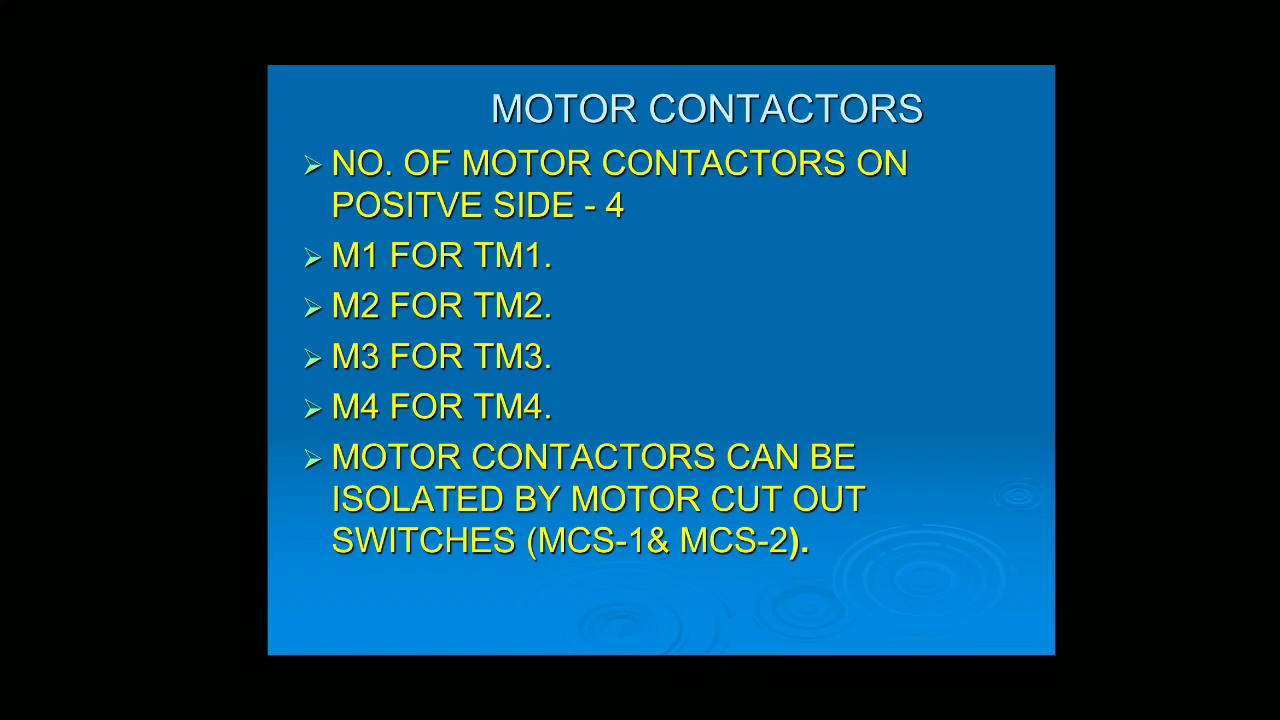 MOTOR CONTACTORS
➢ NO. OF MOTOR CONTACTORS ON
POSITVE SIDE - 4
➢ M1 FOR TM1.
➢ M2 FOR TM2.
➢ M3 FOR TM3.
➢ M4 FOR TM4.
➢ MOTOR CONTACTORS CAN BE
ISOLATED BY MOTOR CUT OUT
SWITCHES (MCS-1& MCS-2).